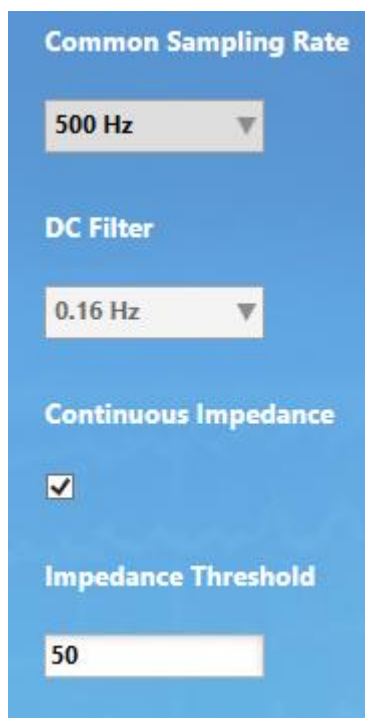 Common Sampling Rate
500 Hz
DC Filter
0.16 Hz
Continuous Impedance
Impedance Threshold
50